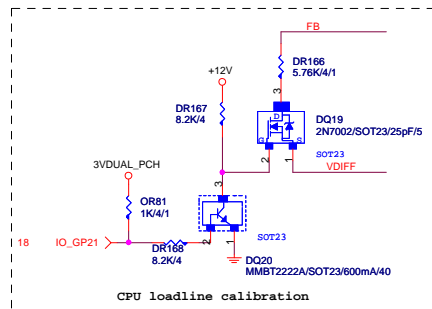 FB
DR166
5.76K/4/1
+12V
3
DR167
8.2K/4
D
DQ19
2N7002/SOT23/25pF/5
G
S
2
1
SOT23
3VDUAL_PCH
VDIFF
3
OR81
1K/4/1
18
IO_GP21
2
1
SOT23
DR168
8.2K/4
DQ20
MMBT2222A/SOT23/600mA/40
CPU loadline calibration